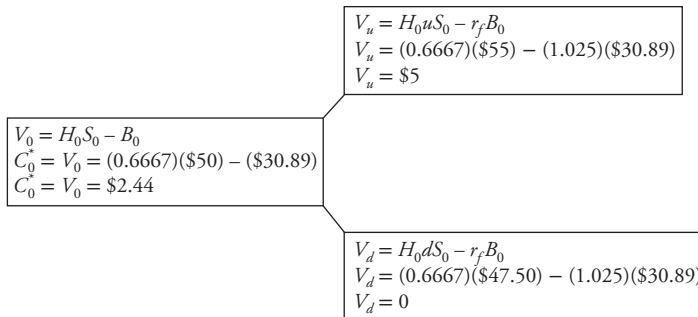 V_u = H_0uS_0 – r_fB_0
V_u = (0.6667)($55) – (1.025)($30.89)
V_u = $5
V_0 = H_0S_0 – B_0
C_0^* = V_0 = (0.6667)($50) – ($30.89)
C_0^* = V_0 = $2.44
V_d = H_0dS_0 – r_fB_0
V_d = (0.6667)($47.50) – (1.025)($30.89)
V_d = 0